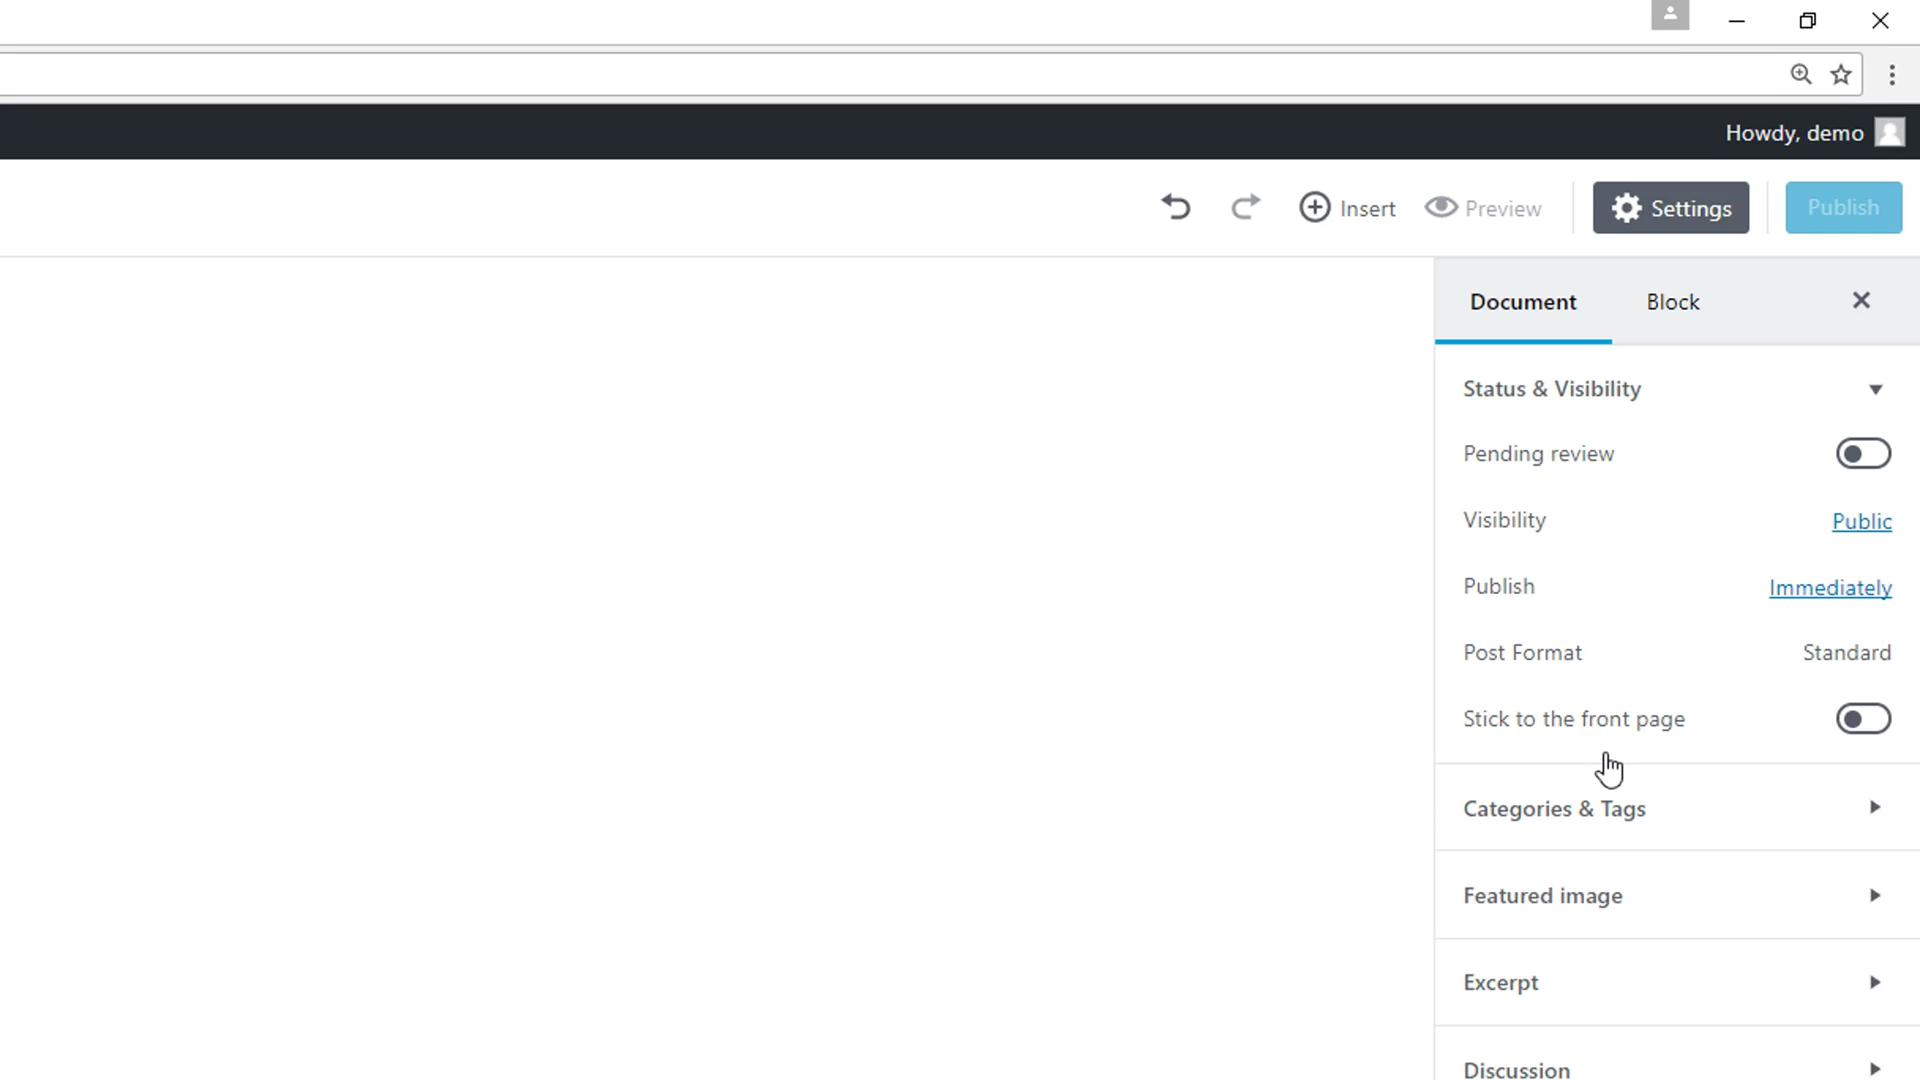 Howdy, demo
Insert Preview Settings Publish
Document Block
Status & Visibility
Pending review
Visibility Public
Publish Immediately
Post Format Standard
Stick to the front page
Categories & Tags
Featured image
Excerpt
Discussion